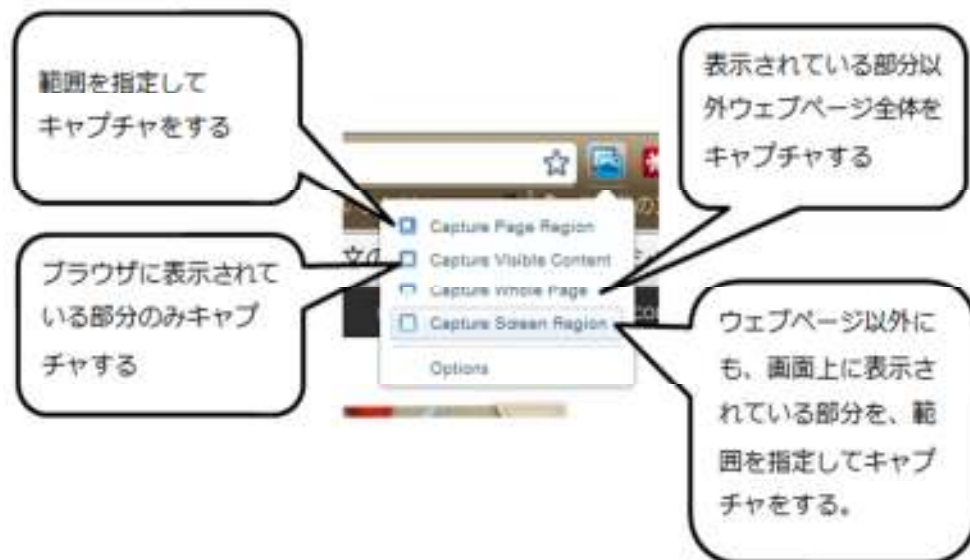 範囲を指定して
キャプチャをする
表示されている部分以
外ウェブページ全体を
キャプチャする
Capture Page Region
Capture Visible Content
Capture Whole Page
Capture Screen Region
Options
ブラウザに表示されて
いる部分のみキャプ
チャする
ウェブページ以外に
も、画面上に表示さ
れている部分を、範
囲を指定してキャプ
チャをする。